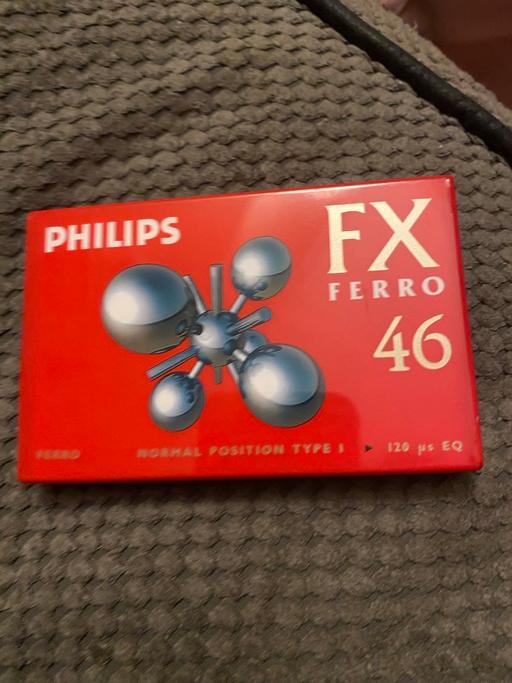 PHILIPS
FX
FERRO
46
FERRO NORMAL POSITION TYPE I ► 120 µs EQ